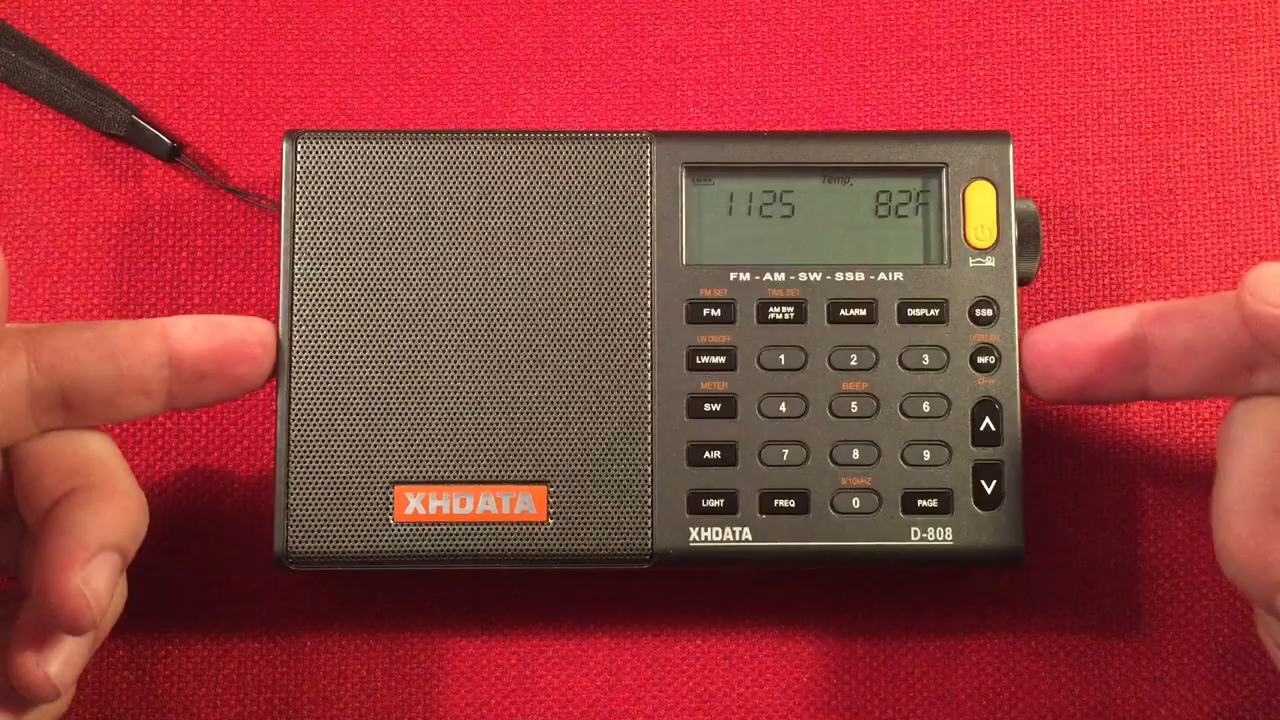 Temp.
1125 82F
FM - AM - SW - SSB - AIR
FM SET TIME SET
FM AM BW /FM ST ALARM DISPLAY SSB
LW ON/OFF
LW/MW 1 2 3 INFO
METER BEEP
SW 4 5 6
AIR 7 8 9
9/10kHz
LIGHT FREQ 0 PAGE
XHDATA
XHDATA D-808